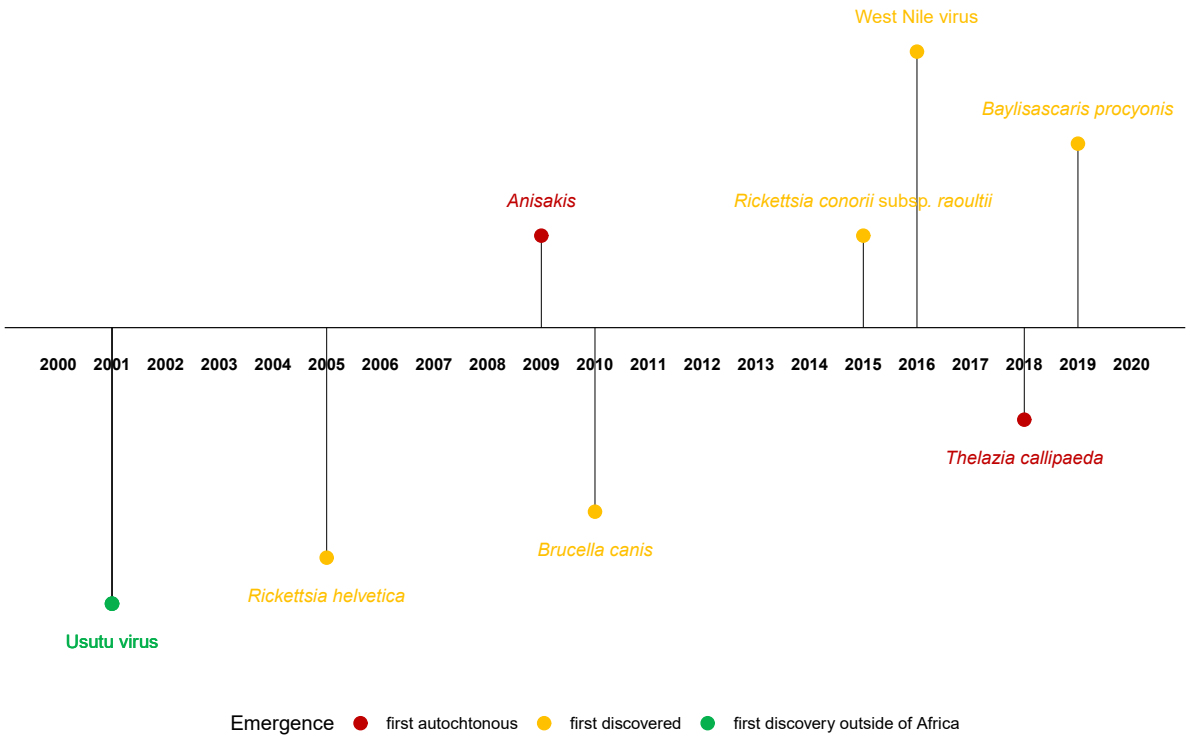 West Nile virus
Baylisascaris procyonis
Anisakis
Rickettsia conorii subsp. raoultii
2000 2001 2002 2003 2004 2005 2006 2007 2008 2009 2010 2011 2012 2013 2014 2015 2016 2017 2018 2019 2020
Thelazia callipaeda
Brucella canis
Rickettsia helvetica
Usutu virus
Emergence first autochtonous first discovered first discovery outside of Africa